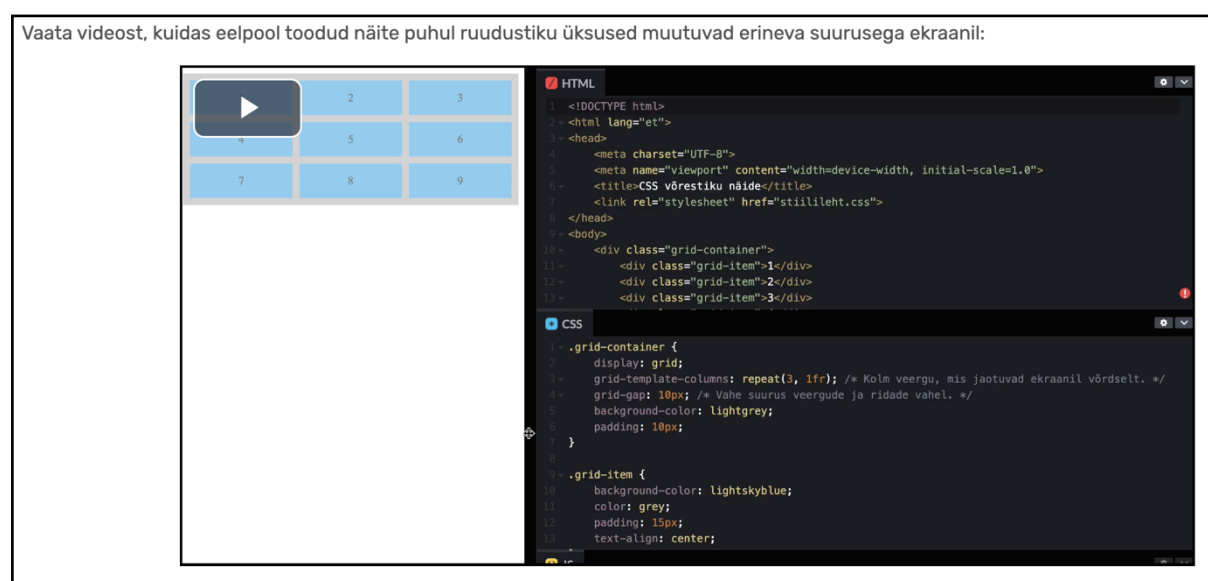 Vaata videost, kuidas eelpool toodud näite puhul ruudustiku üksused muutuvad erineva suurusega ekraanil:
2 3
4 5 6
7 8 9
HTML
1 <!DOCTYPE html>
2 <html lang="et">
3 <head>
4 <meta charset="UTF-8">
5 <meta name="viewport" content="width=device-width, initial-scale=1.0">
6 <title>CSS võrestiku näide</title>
7 <link rel="stylesheet" href="stiilileht.css">
8 </head>
9 <body>
10 <div class="grid-container">
11 <div class="grid-item">1</div>
12 <div class="grid-item">2</div>
13 <div class="grid-item">3</div>
CSS
1 .grid-container {
2 display: grid;
3 grid-template-columns: repeat(3, 1fr); /* Kolm veergu, mis jaotuvad ekraanil võrdselt. */
4 grid-gap: 10px; /* Vahe suurus veergude ja ridade vahel. */
5 background-color: lightgrey;
6 padding: 10px;
7 }
8
9 .grid-item {
10 background-color: lightskyblue;
11 color: grey;
12 padding: 15px;
13 text-align: center;